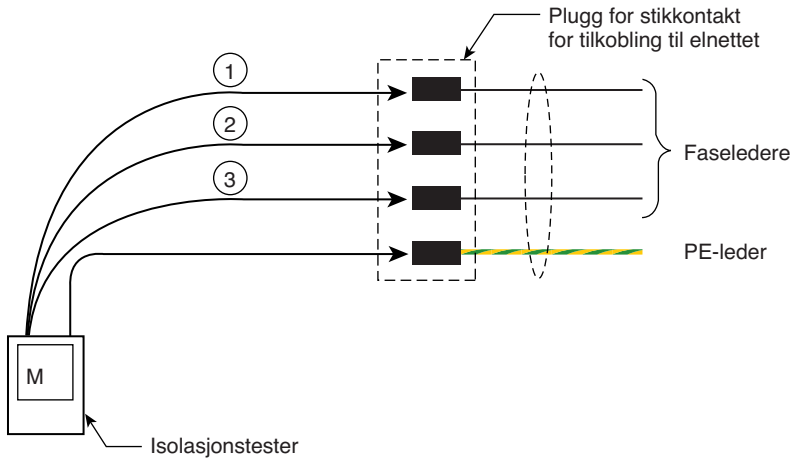 Plugg for stikkontakt
for tilkobling til elnettet
1
2
3
Faseledere
PE-leder
M
Isolasjonstester